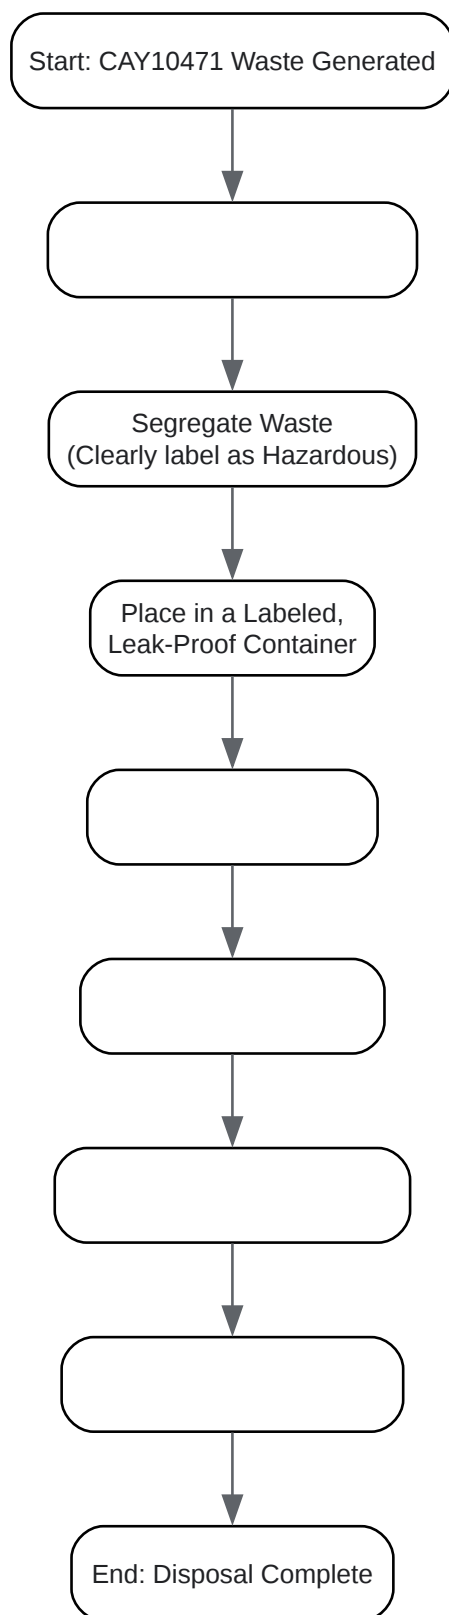 Start: CAY10471 Waste Generated
Segregate Waste
(Clearly label as Hazardous)
Place in a Labeled,
Leak-Proof Container
End: Disposal Complete